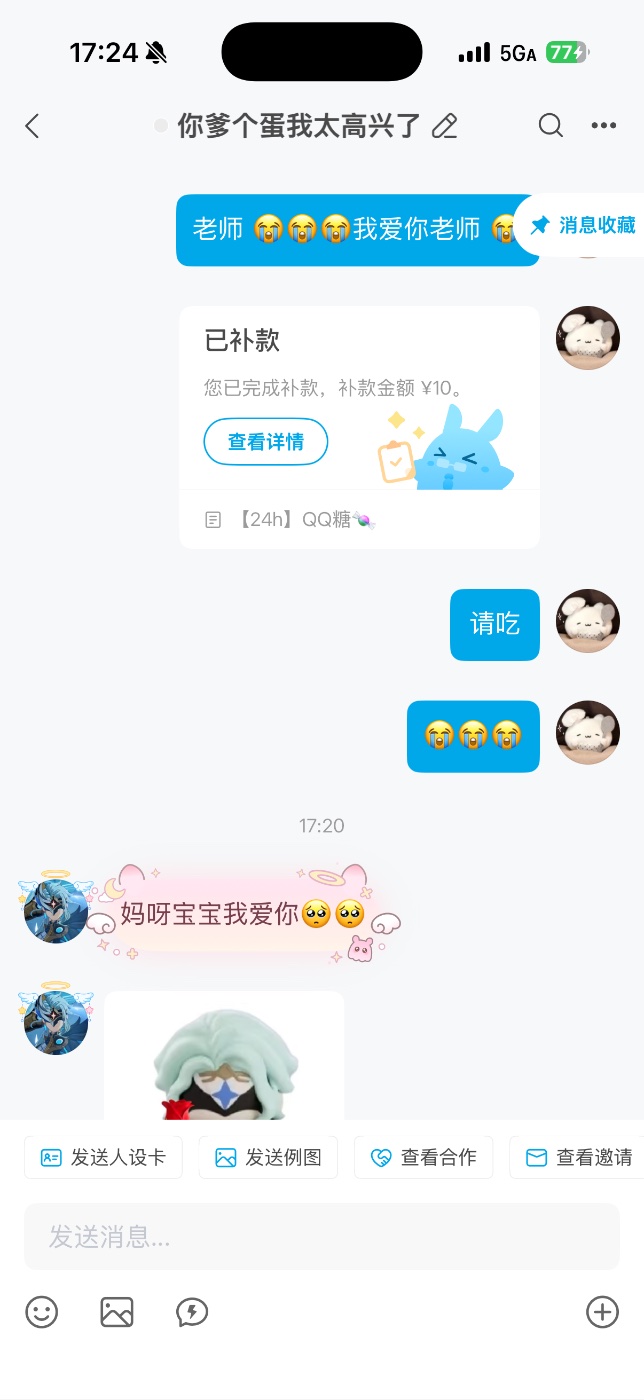 17:24
5GA 77
你爹个蛋我太高兴了
老师 😭😭😭我爱你老师 😭
消息收藏
已补款
您已完成补款，补款金额 ¥10。
查看详情
【24h】QQ糖🍬
请吃
😭😭😭
17:20
妈呀宝宝我爱你🥺🥺
发送人设卡
发送例图
查看合作
查看邀请
发送消息...